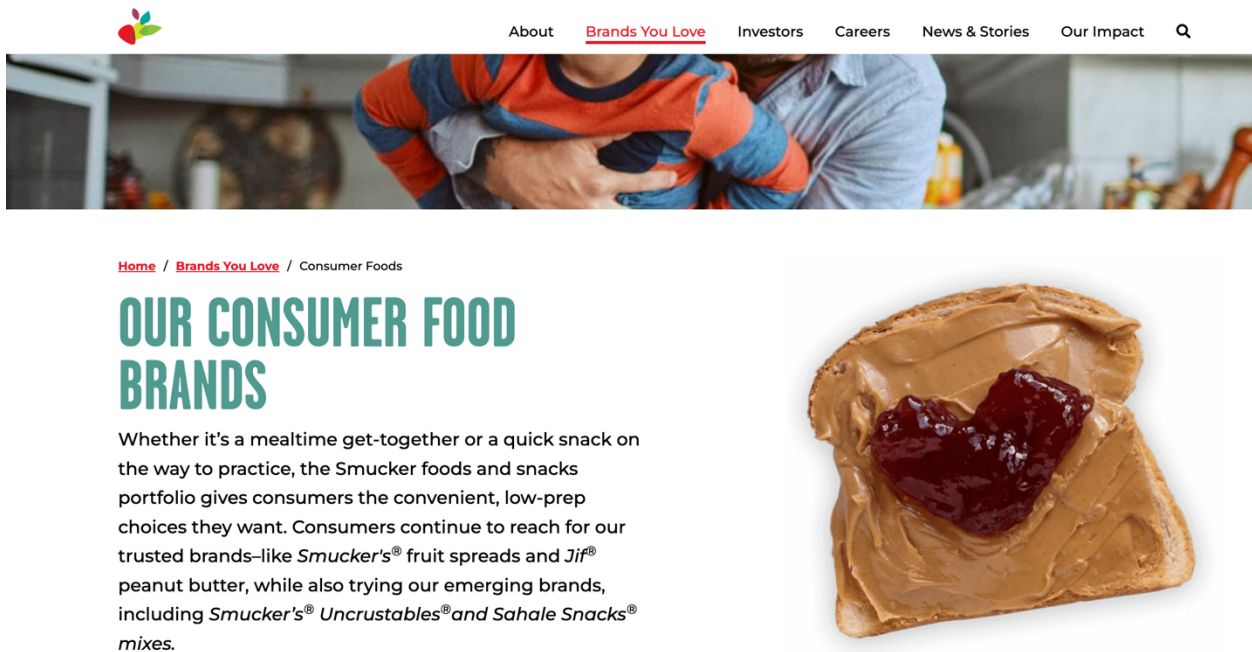 About Brands You Love Investors Careers News & Stories Our Impact
Home / Brands You Love / Consumer Foods
OUR CONSUMER FOOD
BRANDS
Whether it’s a mealtime get-together or a quick snack on
the way to practice, the Smucker foods and snacks
portfolio gives consumers the convenient, low-prep
choices they want. Consumers continue to reach for our
trusted brands–like Smucker's® fruit spreads and Jif®
peanut butter, while also trying our emerging brands,
including Smucker’s® Uncrustables®and Sahale Snacks®
mixes.